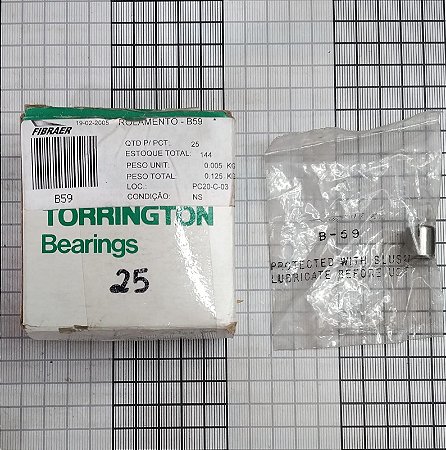 19-02-2005 ROLAMENTO - B59
FIBRAER
QTD P/ PCT: 25
ESTOQUE TOTAL: 144
PESO UNIT: 0.005 KG
PESO TOTAL: 0.125 KG
LOC.: PC20-C-03
CONDIÇÃO: NS
B59
TORRINGTON
Bearings
25
B-59
PROTECTED WITH SLUSH
LUBRICATE BEFORE USE